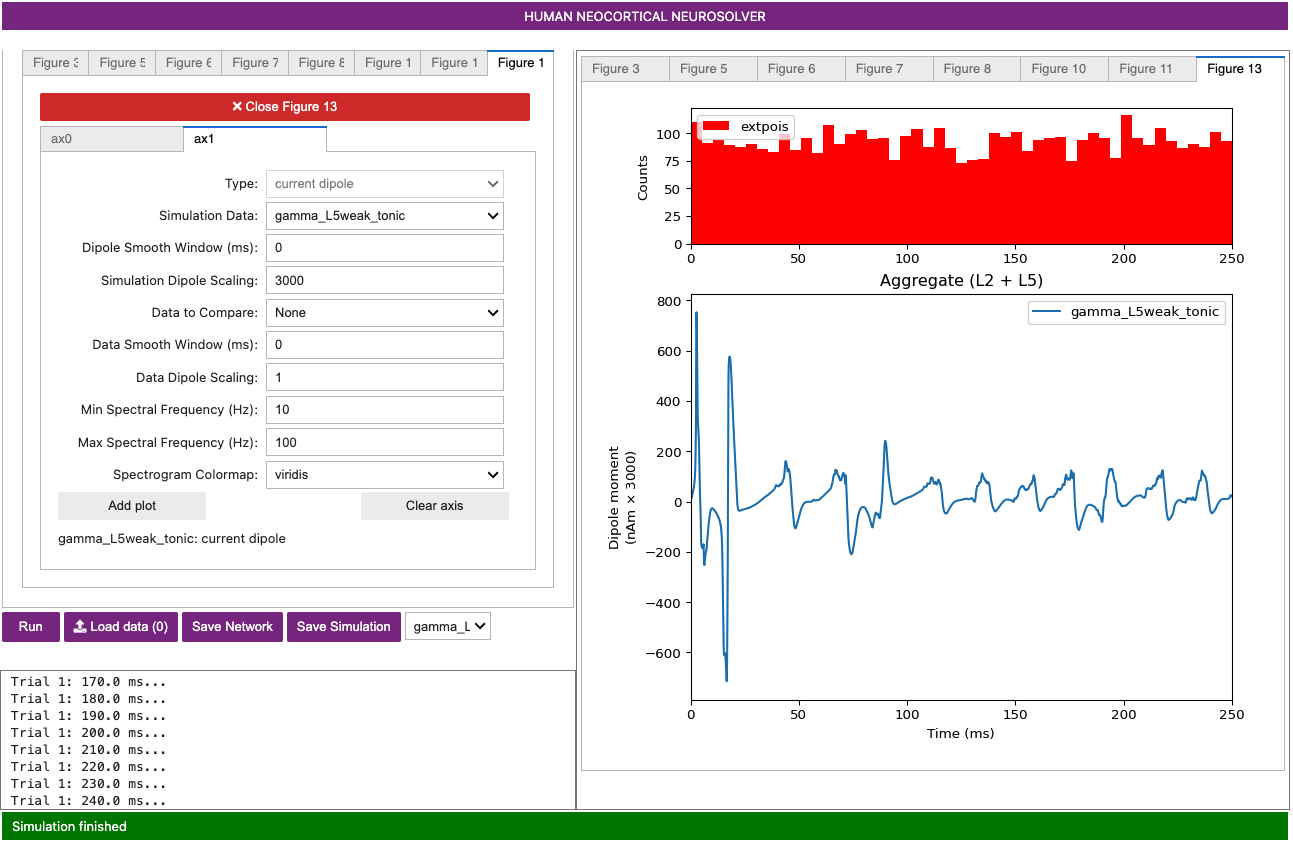 HUMAN NEOCORTICAL NEUROSOLVER
Figure 3 Figure 5 Figure 6 Figure 7 Figure 8 Figure 1 Figure 1 Figure 1
Close Figure 13
ax0 ax1
Type: current dipole
Simulation Data: gamma_L5weak_tonic
Dipole Smooth Window (ms): 0
Simulation Dipole Scaling: 3000
Data to Compare: None
Data Smooth Window (ms): 0
Data Dipole Scaling: 1
Min Spectral Frequency (Hz): 10
Max Spectral Frequency (Hz): 100
Spectrogram Colormap: viridis
Add plot Clear axis
gamma_L5weak_tonic: current dipole
Run Load data (0) Save Network Save Simulation gamma_L
Trial 1: 170.0 ms...
Trial 1: 180.0 ms...
Trial 1: 190.0 ms...
Trial 1: 200.0 ms...
Trial 1: 210.0 ms...
Trial 1: 220.0 ms...
Trial 1: 230.0 ms...
Trial 1: 240.0 ms...
Figure 3 Figure 5 Figure 6 Figure 7 Figure 8 Figure 10 Figure 11 Figure 13
extpois
Counts
100
75
50
25
0
0 50 100 150 200 250
Aggregate (L2 + L5)
gamma_L5weak_tonic
Dipole moment
(nAm × 3000)
800
600
400
200
0
−200
−400
−600
0 50 100 150 200 250
Time (ms)
Simulation finished